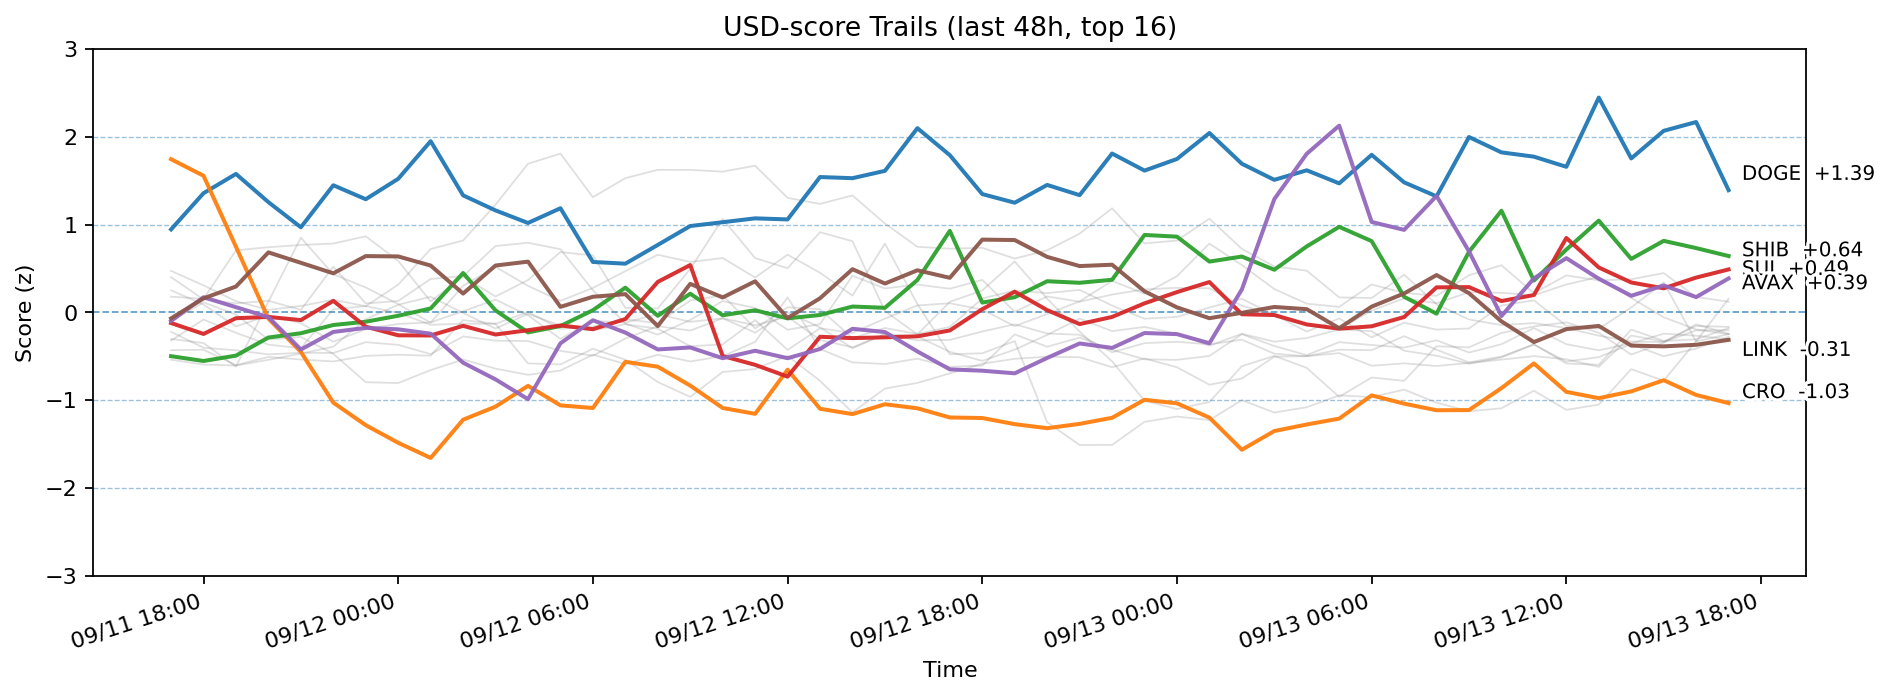 USD-score Trails (last 48h, top 16)
Score (z)
3
2
1
0
−1
−2
−3
DOGE +1.39
SHIB +0.64
SUI +0.49
AVAX +0.39
LINK -0.31
CRO -1.03
09/11 18:00
09/12 00:00
09/12 06:00
09/12 12:00
09/12 18:00
09/13 00:00
09/13 06:00
09/13 12:00
09/13 18:00
Time